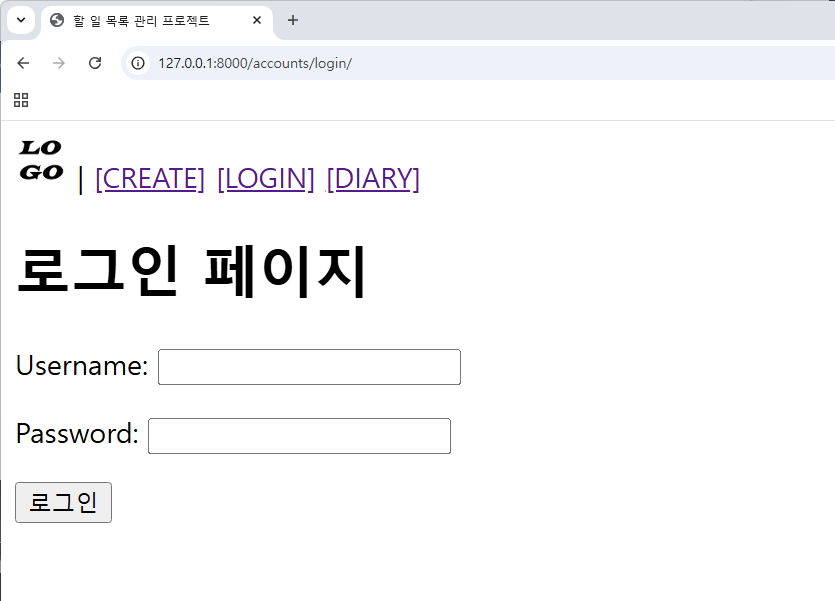 할 일 목록 관리 프로젝트
127.0.0.1:8000/accounts/login/
LO
GO | [CREATE] [LOGIN] [DIARY]
로그인 페이지
Username:
Password:
로그인